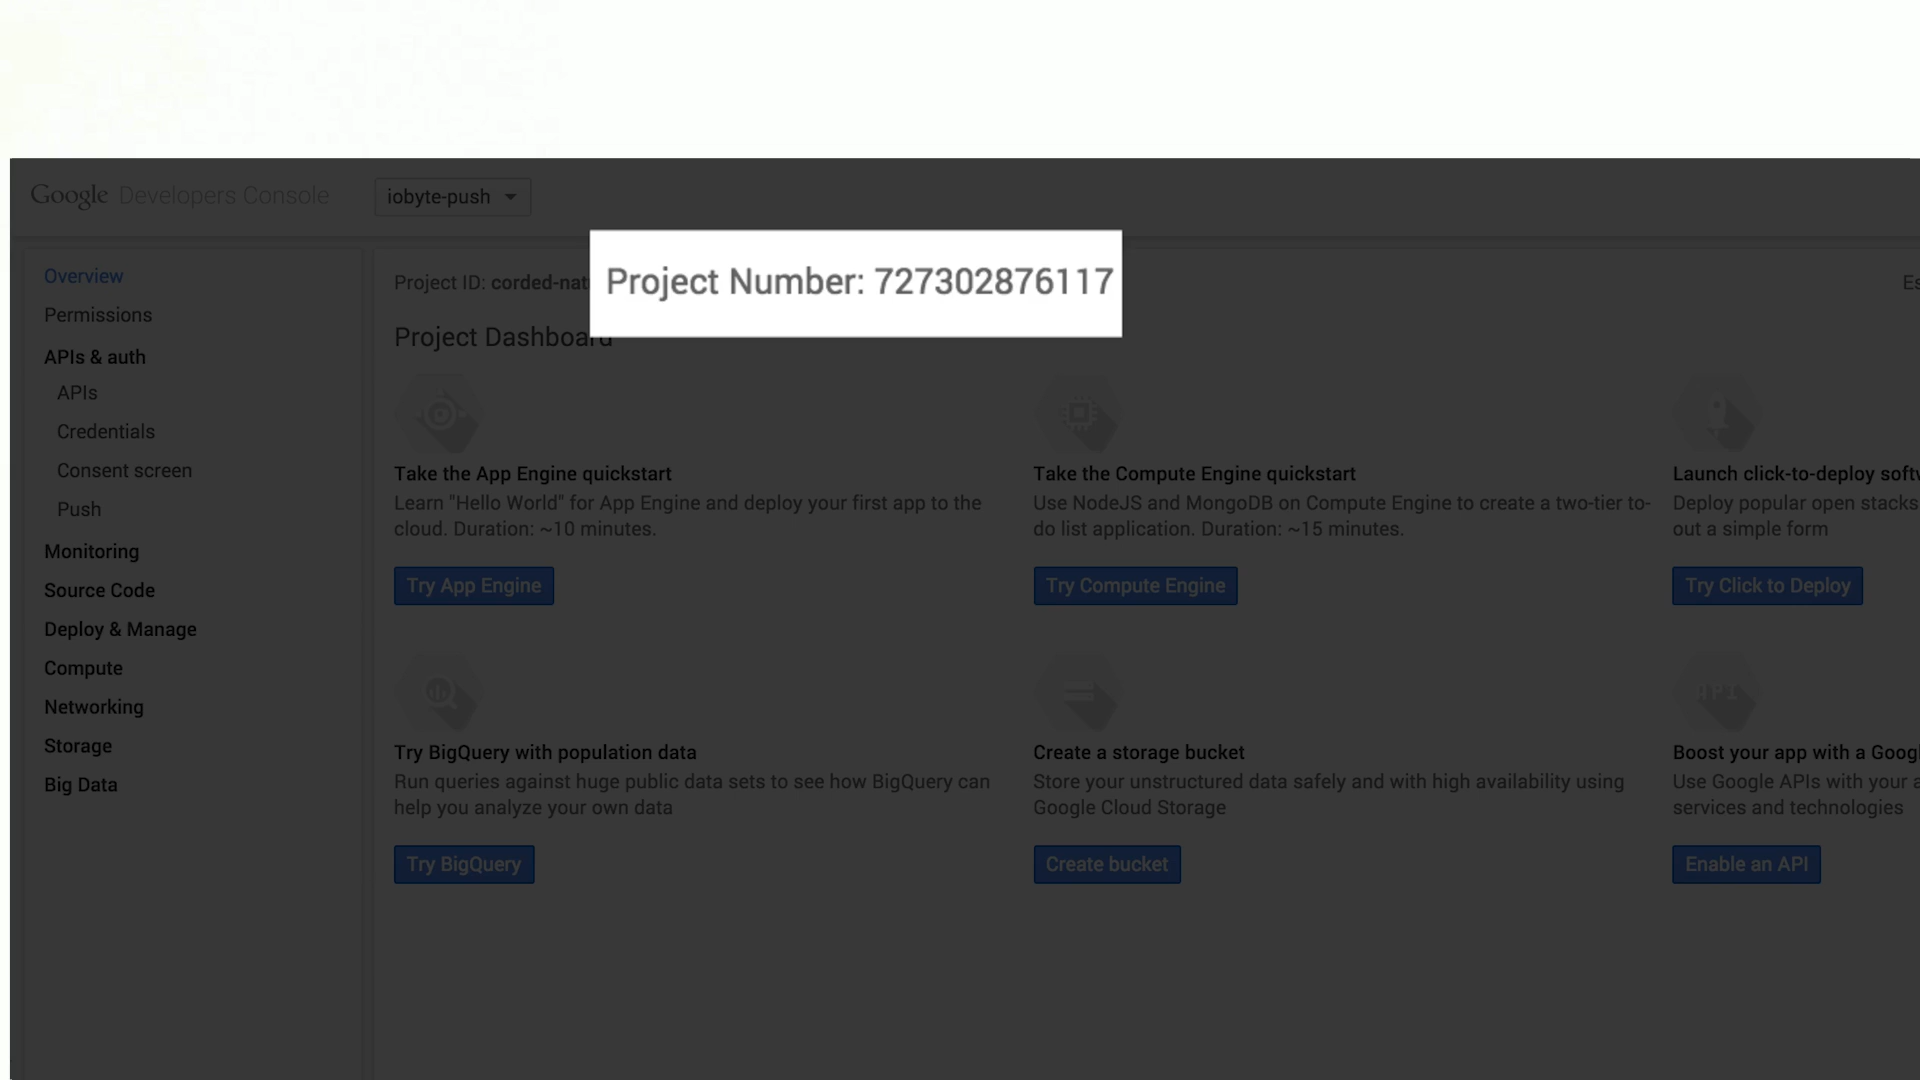 Google Developers Console
iobyte-push
Overview
Permissions
APIs & auth
APIs
Credentials
Consent screen
Push
Monitoring
Source Code
Deploy & Manage
Compute
Networking
Storage
Big Data
Project ID: corded-nat
Project Number: 727302876117
Es
Project Dashboard
Take the App Engine quickstart
Learn "Hello World" for App Engine and deploy your first app to the
cloud. Duration: ~10 minutes.
Try App Engine
Take the Compute Engine quickstart
Use NodeJS and MongoDB on Compute Engine to create a two-tier to-
do list application. Duration: ~15 minutes.
Try Compute Engine
Launch click-to-deploy softw
Deploy popular open stacks
out a simple form
Try Click to Deploy
Try BigQuery with population data
Run queries against huge public data sets to see how BigQuery can
help you analyze your own data
Try BigQuery
Create a storage bucket
Store your unstructured data safely and with high availability using
Google Cloud Storage
Create bucket
API
Boost your app with a Googl
Use Google APIs with your a
services and technologies
Enable an API